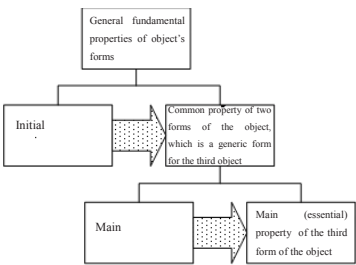 General fundamental
properties of object's
forms
Initial
Common property of two
forms of the object,
which is a generic form
for the third object
Main
Main (essential)
property of the third
form of the object